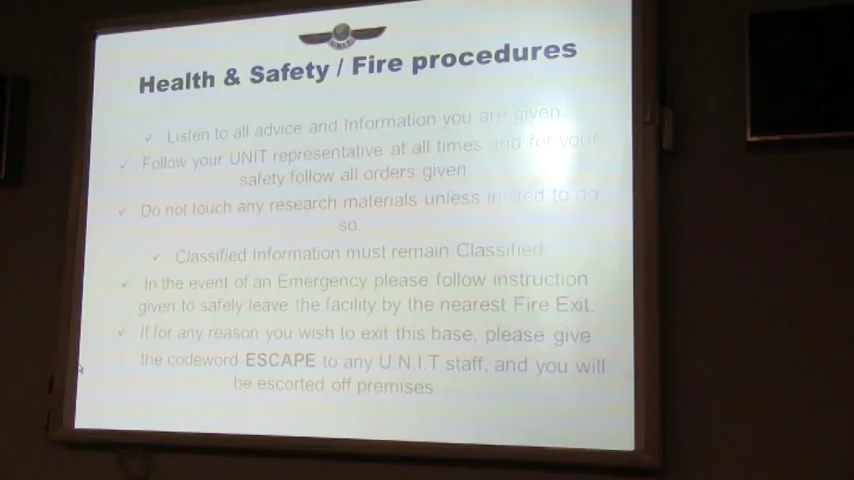 Health & Safety / Fire procedures
✓ Listen to all advice and Information you are given
✓ Follow your UNIT representative at all times and for your
safety follow all orders given.
✓ Do not touch any research materials unless invited to do
so.
✓ Classified Information must remain Classified.
✓ In the event of an Emergency please follow instruction
given to safely leave the facility by the nearest Fire Exit.
✓ If for any reason you wish to exit this base, please give
the codeword ESCAPE to any U.N.I.T staff, and you will
be escorted off premises